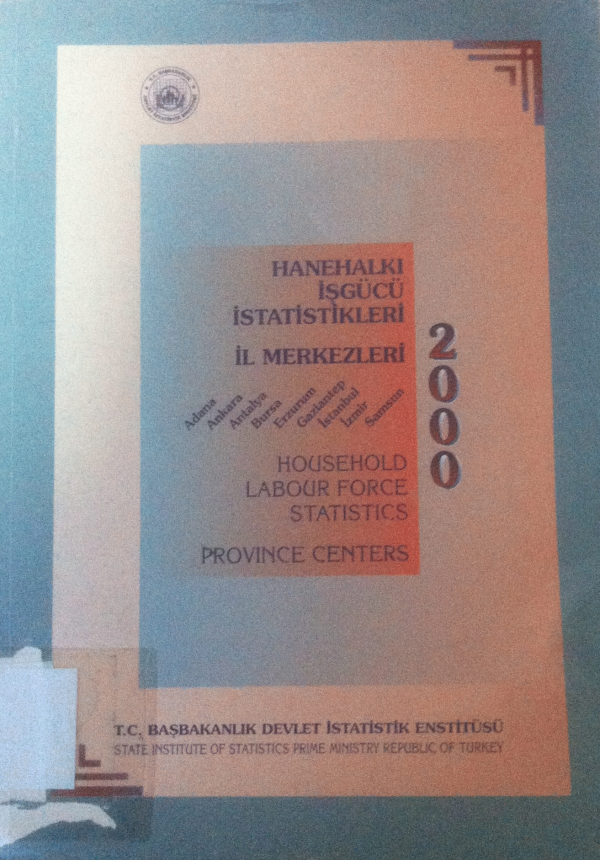 HANEHALKI
İŞGÜCÜ
İSTATİSTİKLERİ
İL MERKEZLERİ
2000
Adana
Ankara
Antalya
Bursa
Erzurum
Gaziantep
İstanbul
İzmir
Samsun
HOUSEHOLD
LABOUR FORCE
STATISTICS
PROVINCE CENTERS
T.C. BAŞBAKANLIK DEVLET İSTATİSTİK ENSTİTÜSÜ
STATE INSTITUTE OF STATISTICS PRIME MINISTRY REPUBLIC OF TURKEY